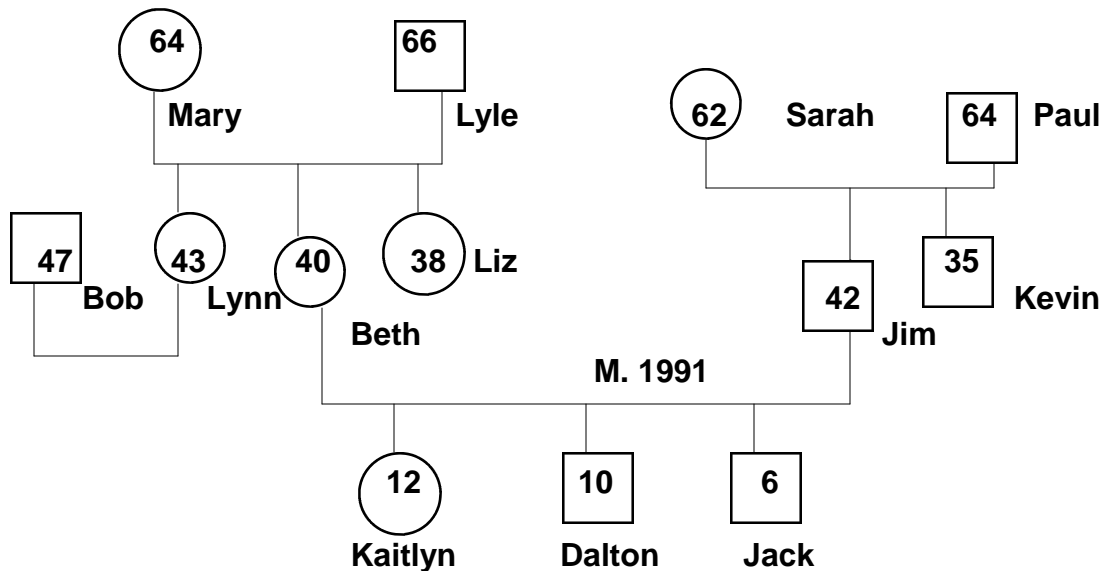 64
66
Mary
Lyle
62
Sarah
64
Paul
47
Bob
43
Lynn
40
Beth
38
Liz
42
Jim
35
Kevin
M. 1991
12
10
6
Kaitlyn
Dalton
Jack